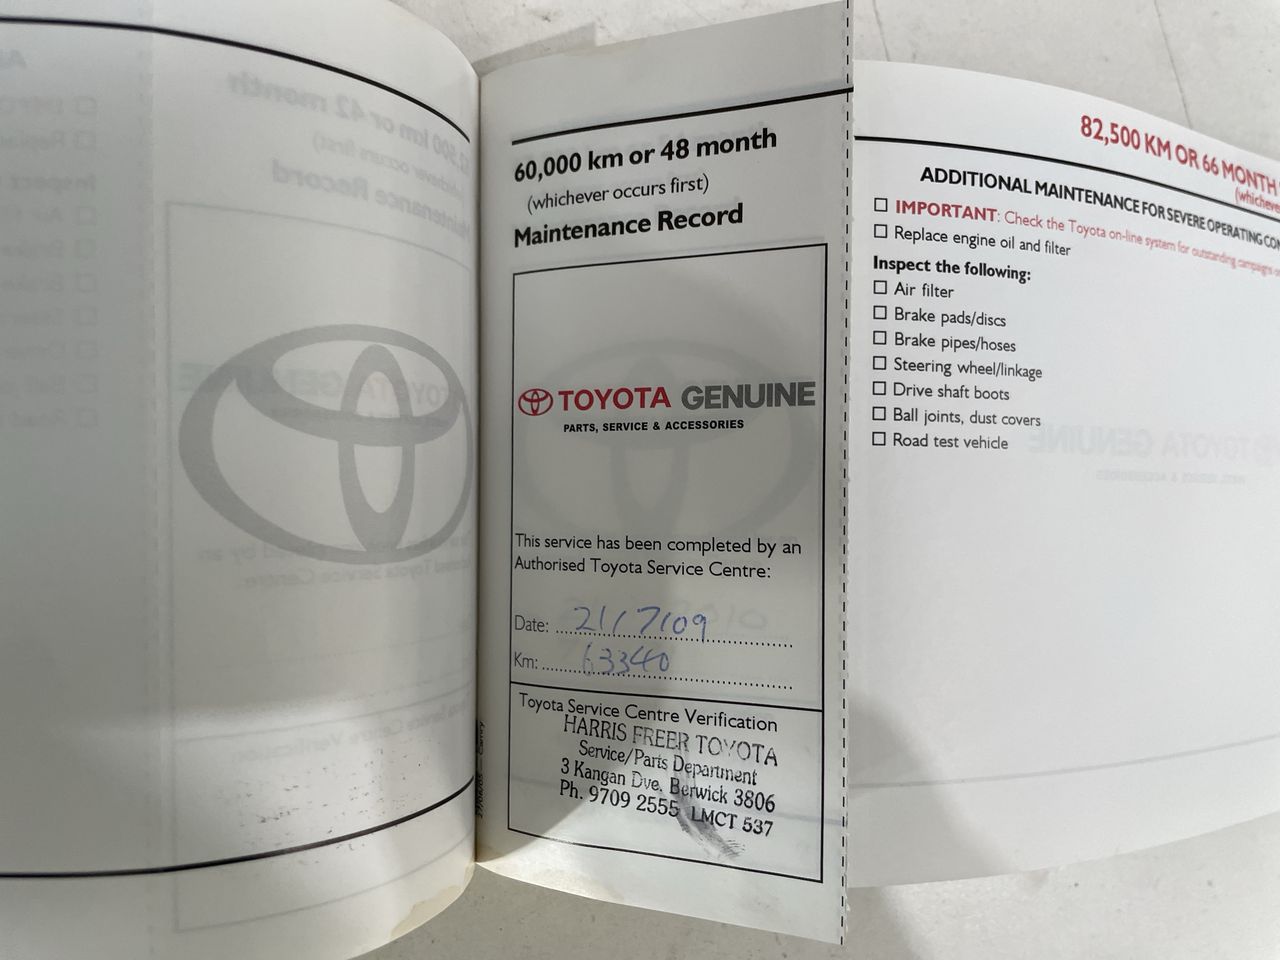 60,000 km or 48 month
(whichever occurs first)
Maintenance Record
TOYOTA GENUINE
PARTS, SERVICE & ACCESSORIES
This service has been completed by an
Authorised Toyota Service Centre:
Date: 21/7/09
Km: 63340
Toyota Service Centre Verification
HARRIS FREER TOYOTA
Service/Parts Department
3 Kangan Dve. Berwick 3806
Ph. 9709 2555 LMCT 537
82,500 KM OR 66 MONTH
(whichever
ADDITIONAL MAINTENANCE FOR SEVERE OPERATING CON
IMPORTANT: Check the Toyota on-line system for outstanding campaigns
Replace engine oil and filter
Inspect the following:
Air filter
Brake pads/discs
Brake pipes/hoses
Steering wheel/linkage
Drive shaft boots
Ball joints, dust covers
Road test vehicle